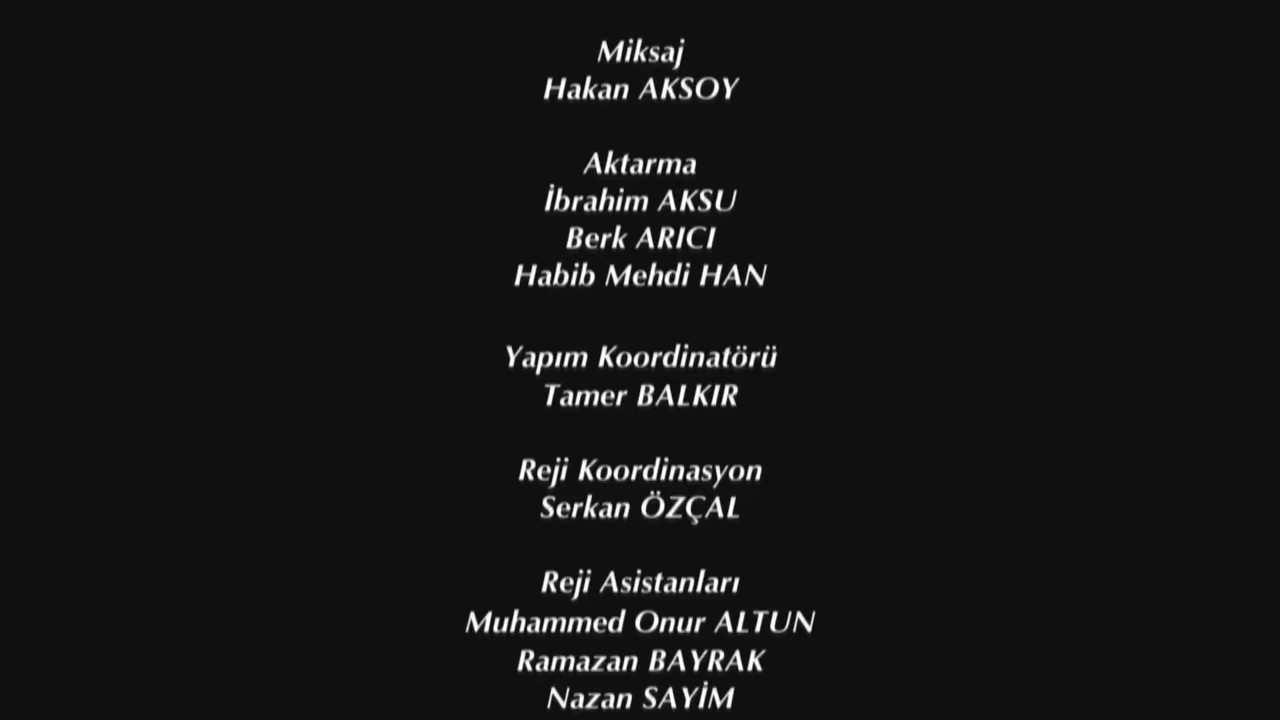 Miksaj
Hakan AKSOY
Aktarma
İbrahim AKSU
Berk ARICI
Habib Mehdi HAN
Yapım Koordinatörü
Tamer BALKIR
Reji Koordinasyon
Serkan ÖZÇAL
Reji Asistanları
Muhammed Onur ALTUN
Ramazan BAYRAK
Nazan SAYİM